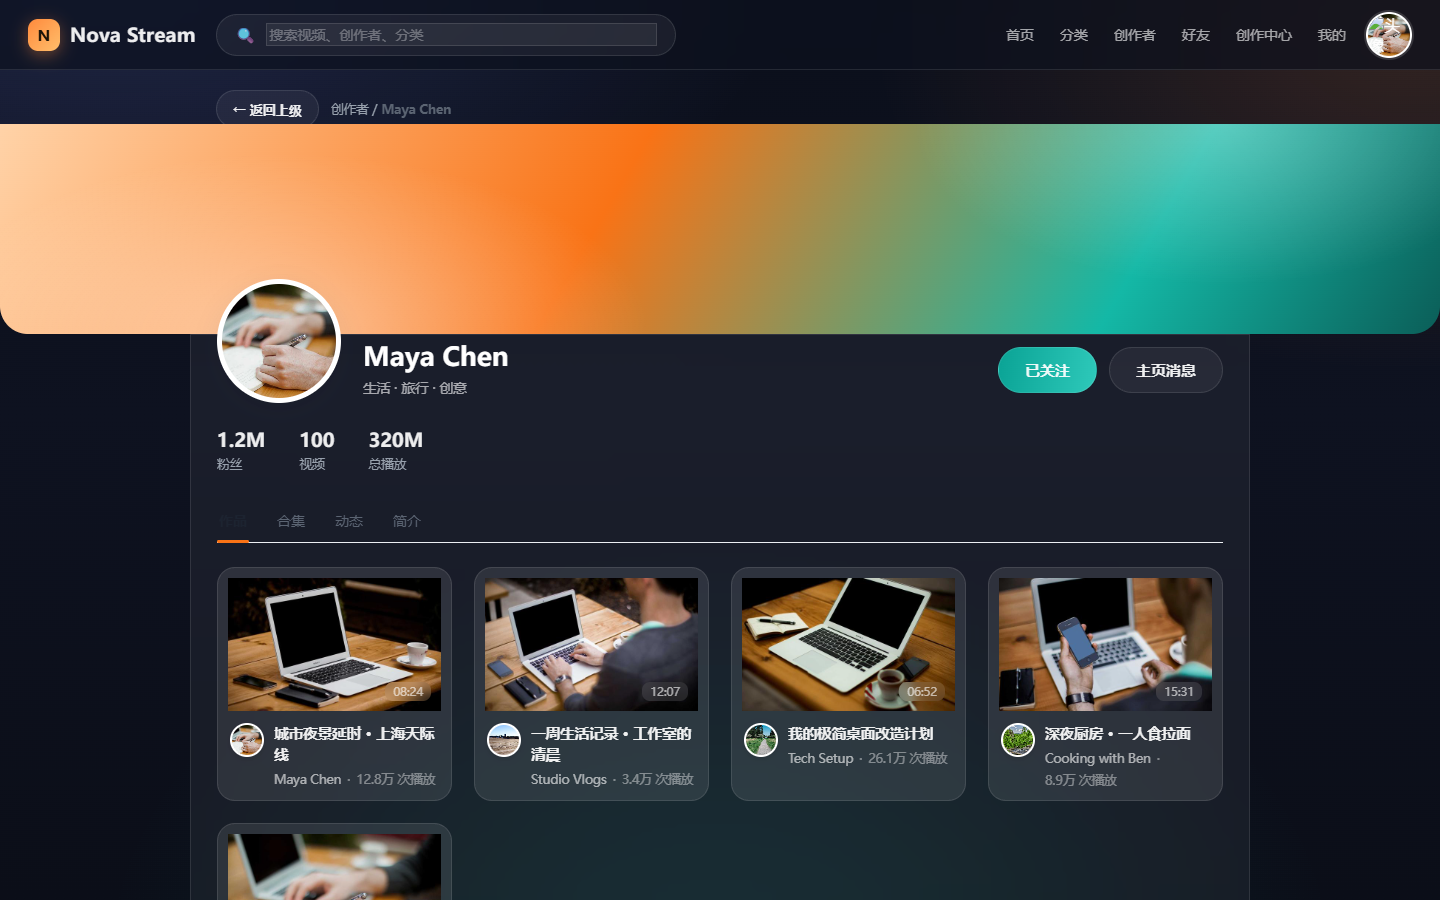 N Nova Stream
搜索视频、创作者、分类
首页 分类 创作者 好友 创作中心 我的
头
← 返回上级 创作者 / Maya Chen
Maya Chen
生活 · 旅行 · 创意
已关注 主页消息
1.2M 100 320M
粉丝 视频 总播放
作品 合集 动态 简介
08:24
城市夜景延时 • 上海天际
线
Maya Chen · 12.8万 次播放
12:07
一周生活记录 • 工作室的
清晨
Studio Vlogs · 3.4万 次播放
06:52
我的极简桌面改造计划
Tech Setup · 26.1万 次播放
15:31
深夜厨房 • 一人食拉面
Cooking with Ben ·
8.9万 次播放